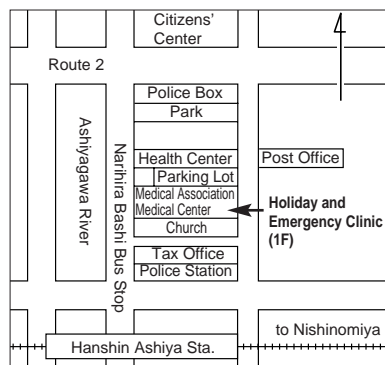 Citizens'
Center
Route 2
Police Box
Park
Ashiyagawa River
Narihira Bashi Bus Stop
Health Center
Post Office
Parking Lot
Medical Association
Medical Center
Holiday and
Emergency Clinic
(1F)
Church
Tax Office
Police Station
to Nishinomiya
Hanshin Ashiya Sta.